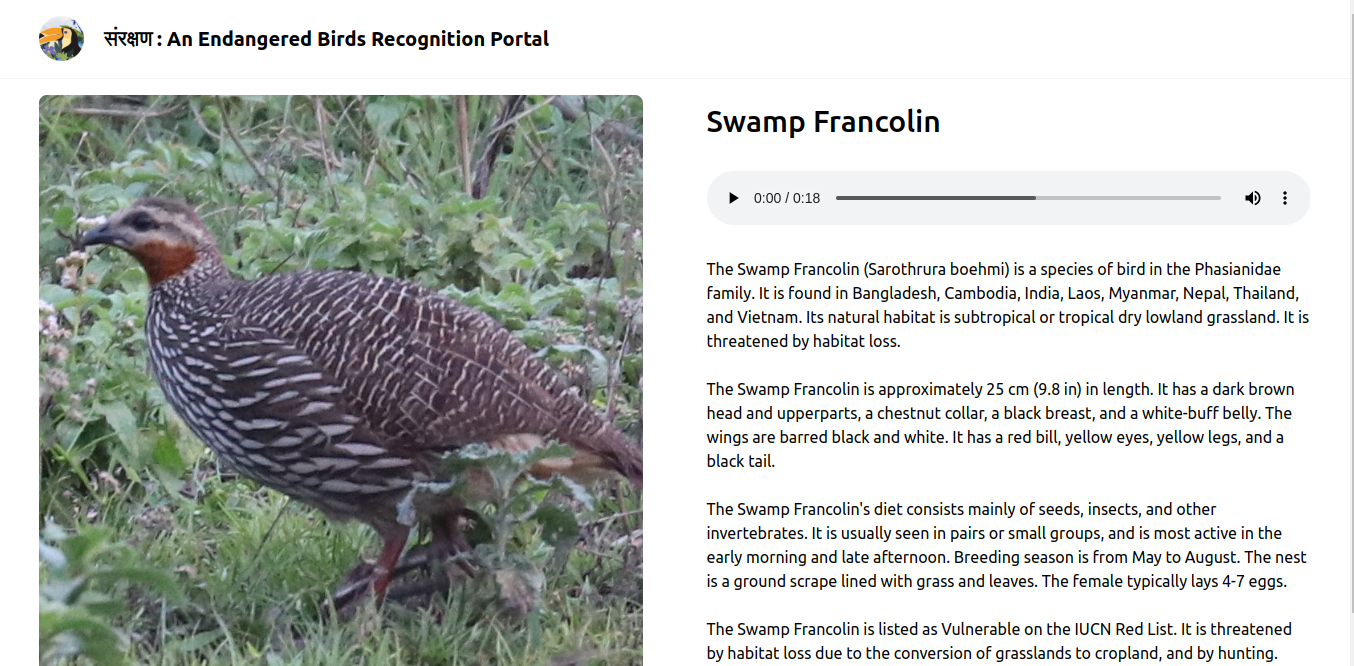 संरक्षण : An Endangered Birds Recognition Portal
Swamp Francolin
0:00 / 0:18
The Swamp Francolin (Sarothrura boehmi) is a species of bird in the Phasianidae
family. It is found in Bangladesh, Cambodia, India, Laos, Myanmar, Nepal, Thailand,
and Vietnam. Its natural habitat is subtropical or tropical dry lowland grassland. It is
threatened by habitat loss.
The Swamp Francolin is approximately 25 cm (9.8 in) in length. It has a dark brown
head and upperparts, a chestnut collar, a black breast, and a white-buff belly. The
wings are barred black and white. It has a red bill, yellow eyes, yellow legs, and a
black tail.
The Swamp Francolin's diet consists mainly of seeds, insects, and other
invertebrates. It is usually seen in pairs or small groups, and is most active in the
early morning and late afternoon. Breeding season is from May to August. The nest
is a ground scrape lined with grass and leaves. The female typically lays 4-7 eggs.
The Swamp Francolin is listed as Vulnerable on the IUCN Red List. It is threatened
by habitat loss due to the conversion of grasslands to cropland, and by hunting.